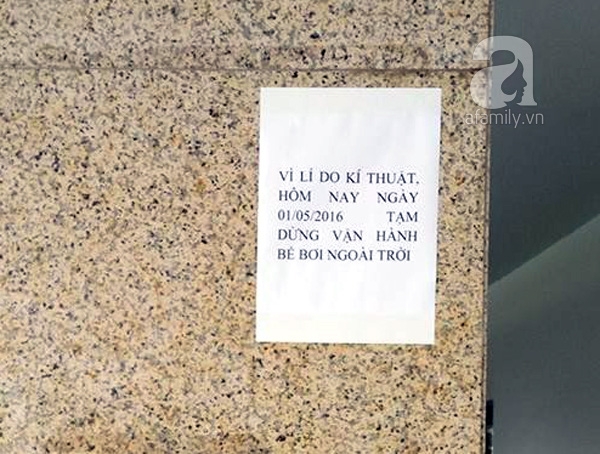 a
afamily.vn
VÌ LÍ DO KĨ THUẬT,
HÔM NAY NGÀY
01/05/2016 TẠM
DỪNG VẬN HÀNH
BỂ BƠI NGOÀI TRỜI